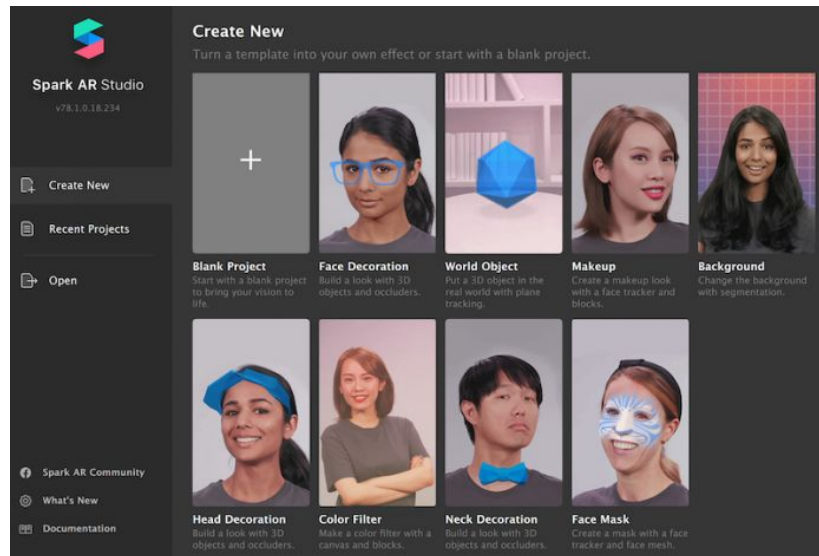 Spark AR Studio
v78.1.0.18.234
Create New
Recent Projects
Open
Spark AR Community
What's New
Documentation
Create New
Turn a template into your own effect or start with a blank project.
Blank Project
Start with a blank project
to bring your vision to
life.
Face Decoration
Build a look with 3D
objects and occluders.
World Object
Put a 3D object in the
real world with plane
tracking.
Makeup
Create a makeup look
with a face tracker and
blocks.
Background
Change the background
with segmentation.
Head Decoration
Build a look with 3D
objects and occluders.
Color Filter
Make a color filter with a
canvas and blocks.
Neck Decoration
Build a look with 3D
objects and occluders.
Face Mask
Create a mask with a face
tracker and face mesh.